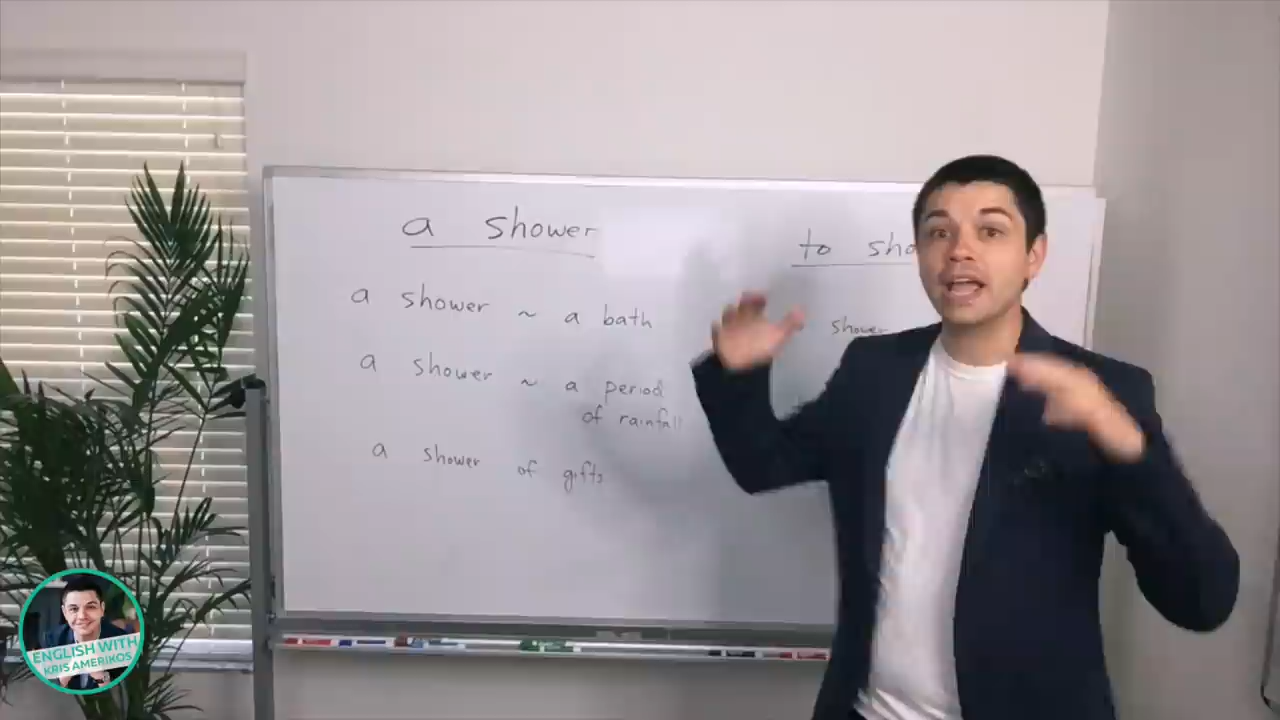 a shower
a shower ~ a bath
a shower ~ a period
of rainfall
a shower of gifts
to sho
shower
ENGLISH WITH
KRIS AMERIKOS